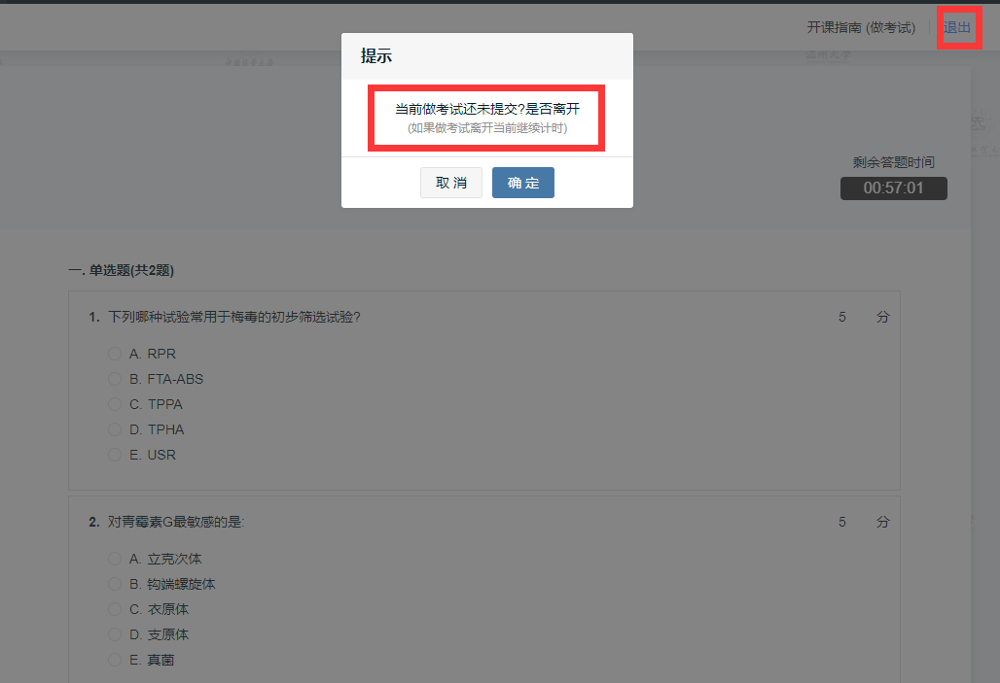 开课指南 (做考试)
退出
提示
当前做考试还未提交?是否离开
(如果做考试离开当前继续计时)
取 消
确 定
剩余答题时间
00:57:01
一. 单选题(共2题)
1. 下列哪种试验常用于梅毒的初步筛选试验?
5 分
A. RPR
B. FTA-ABS
C. TPPA
D. TPHA
E. USR
2. 对青霉素G最敏感的是:
5 分
A. 立克次体
B. 钩端螺旋体
C. 衣原体
D. 支原体
E. 真菌